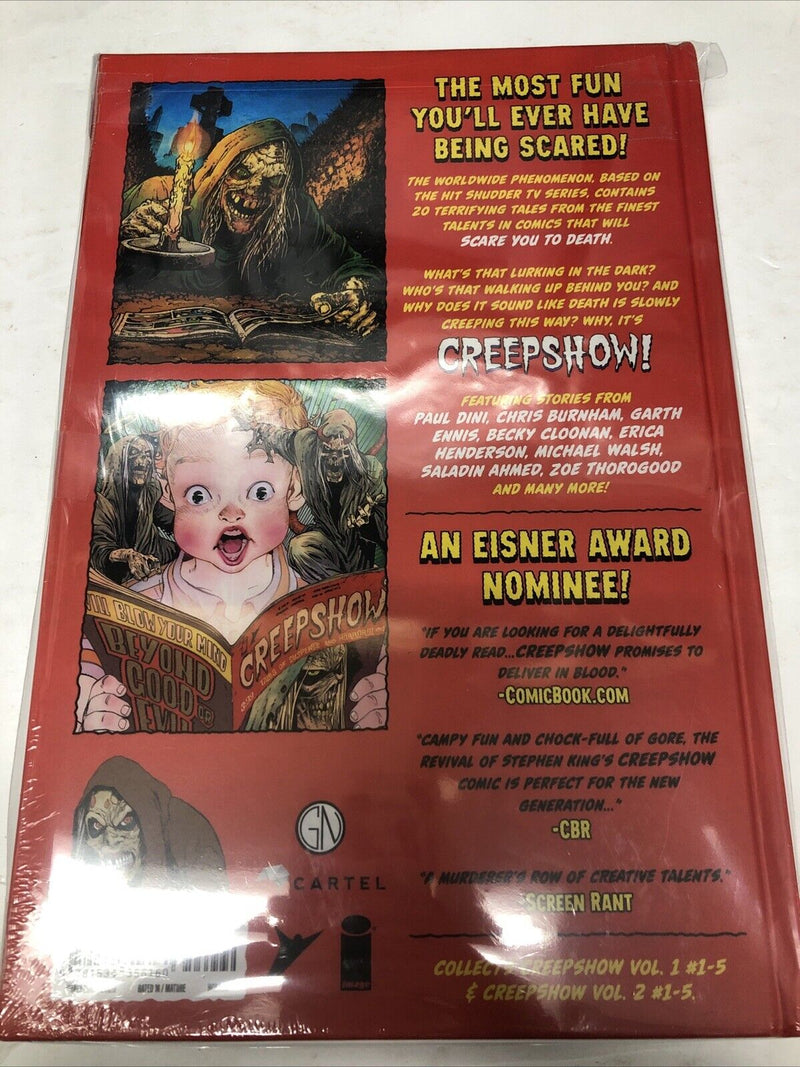 THE MOST FUN
YOU'LL EVER HAVE
BEING SCARED!
THE WORLDWIDE PHENOMENON, BASED ON
THE HIT SHUDDER TV SERIES, CONTAINS
20 TERRIFYING TALES FROM THE FINEST
TALENTS IN COMICS THAT WILL
SCARE YOU TO DEATH.
WHAT'S THAT LURKING IN THE DARK?
WHO'S THAT WALKING UP BEHIND YOU? AND
WHY DOES IT SOUND LIKE DEATH IS SLOWLY
CREEPING THIS WAY? WHY, IT'S
CREEPSHOW!
FEATURING STORIES FROM
PAUL DINI, CHRIS BURNHAM, GARTH
ENNIS, BECKY CLOONAN, ERICA
HENDERSON, MICHAEL WALSH,
SALADIN AHMED, ZOE THOROGOOD
AND MANY MORE!
AN EISNER AWARD
NOMINEE!
"IF YOU ARE LOOKING FOR A DELIGHTFULLY
DEADLY READ...CREEPSHOW PROMISES TO
DELIVER IN BLOOD."
-COMICBOOK.COM
"CAMPY FUN AND CHOCK-FULL OF GORE, THE
REVIVAL OF STEPHEN KING'S CREEPSHOW
COMIC IS PERFECT FOR THE NEW
GENERATION..."
-CBR
"A MURDERER'S ROW OF CREATIVE TALENTS."
-SCREEN RANT
COLLECTS CREEPSHOW VOL. 1 #1-5
& CREEPSHOW VOL. 2 #1-5.
BLOW YOUR MIND
BEYOND
GOOD OR
EVIL
CREEPSHOW
GN
CARTEL
image
RATED M / MATURE